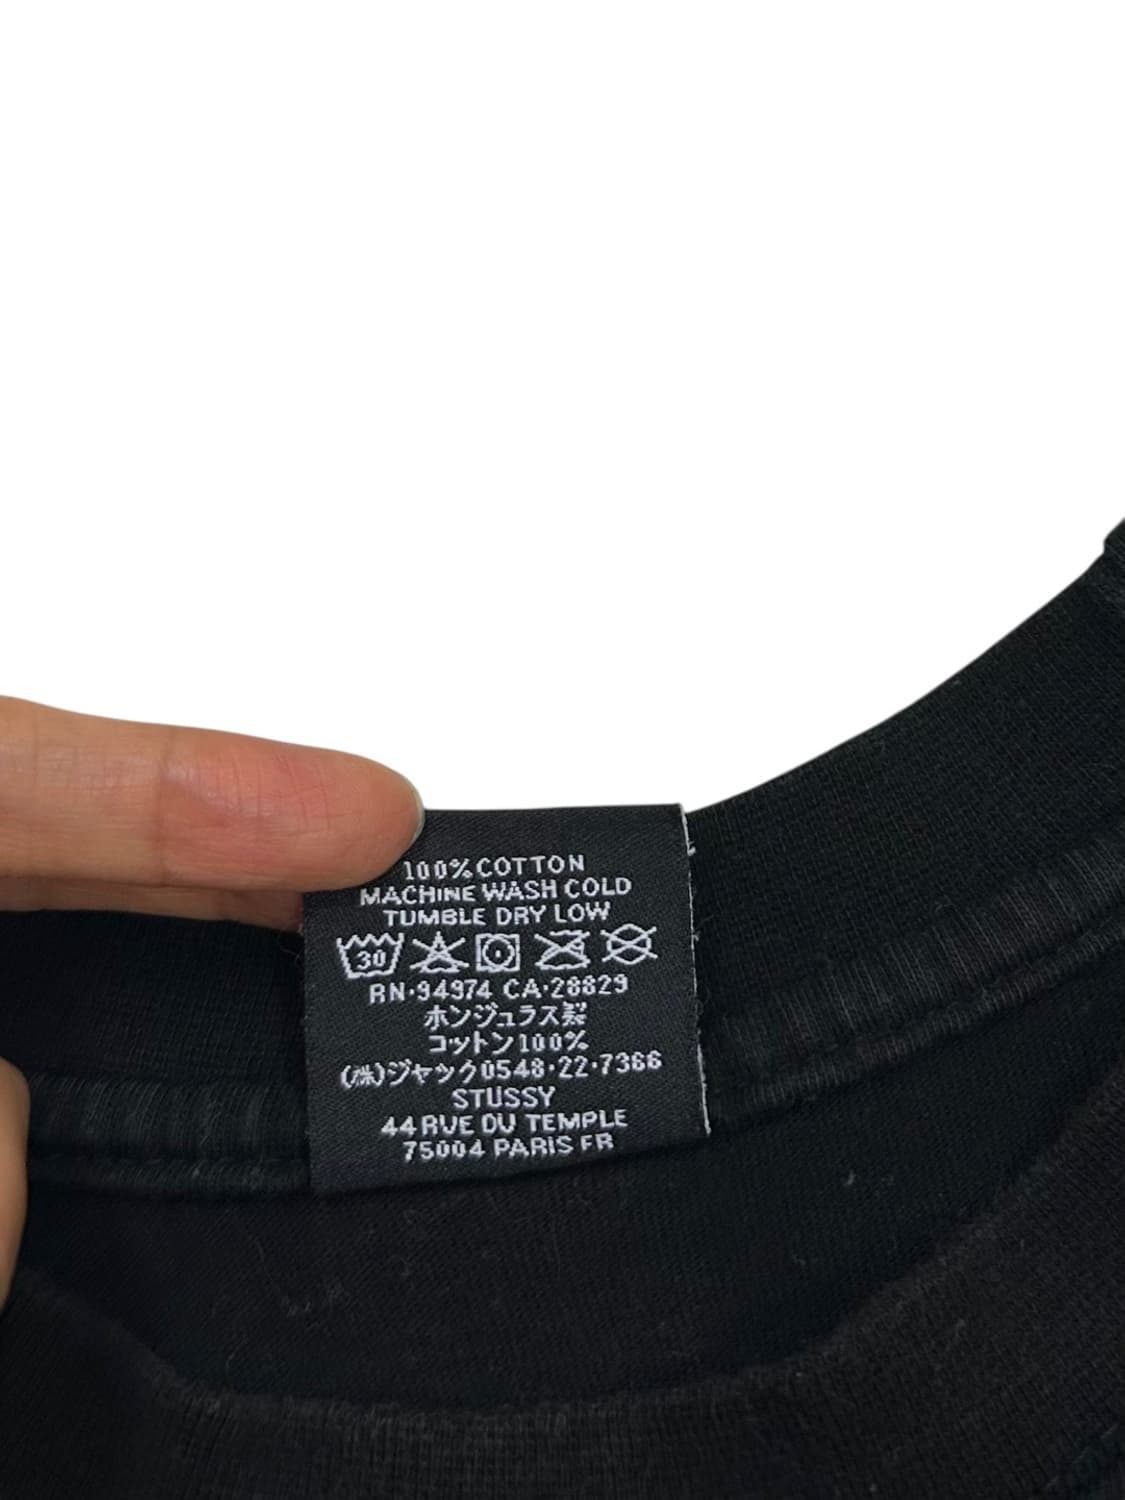 100% COTTON
MACHINE WASH COLD
TUMBLE DRY LOW
30
RN·94974 CA·28829
ホンジュラス製
コットン100%
(株)ジャック0548·22·7366
STUSSY
44 RUE DU TEMPLE
75004 PARIS FR